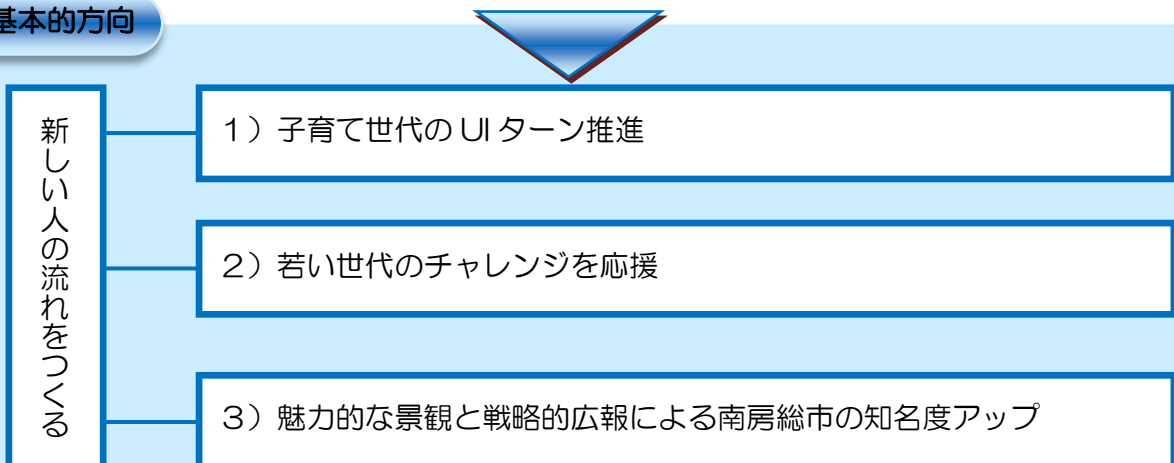 基本的方向
新しい人の流れをつくる
１）子育て世代の UI ターン推進
２）若い世代のチャレンジを応援
３）魅力的な景観と戦略的広報による南房総市の知名度アップ